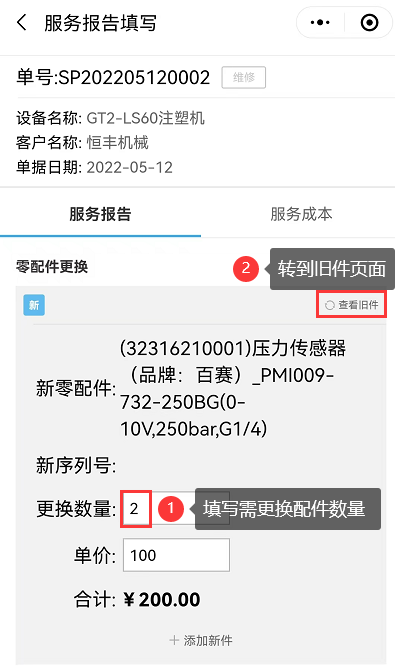 服务报告填写
单号:SP202205120002 维修
设备名称: GT2-LS60注塑机
客户名称: 恒丰机械
单据日期: 2022-05-12
服务报告 服务成本
零配件更换 2 转到旧件页面
新 查看旧件
新零配件: (32316210001)压力传感器
（品牌：百赛）_PMI009-
732-250BG(0-
10V,250bar,G1/4)
新序列号:
更换数量: 2 1 填写需更换配件数量
单价: 100
合计: ¥200.00
+ 添加新件